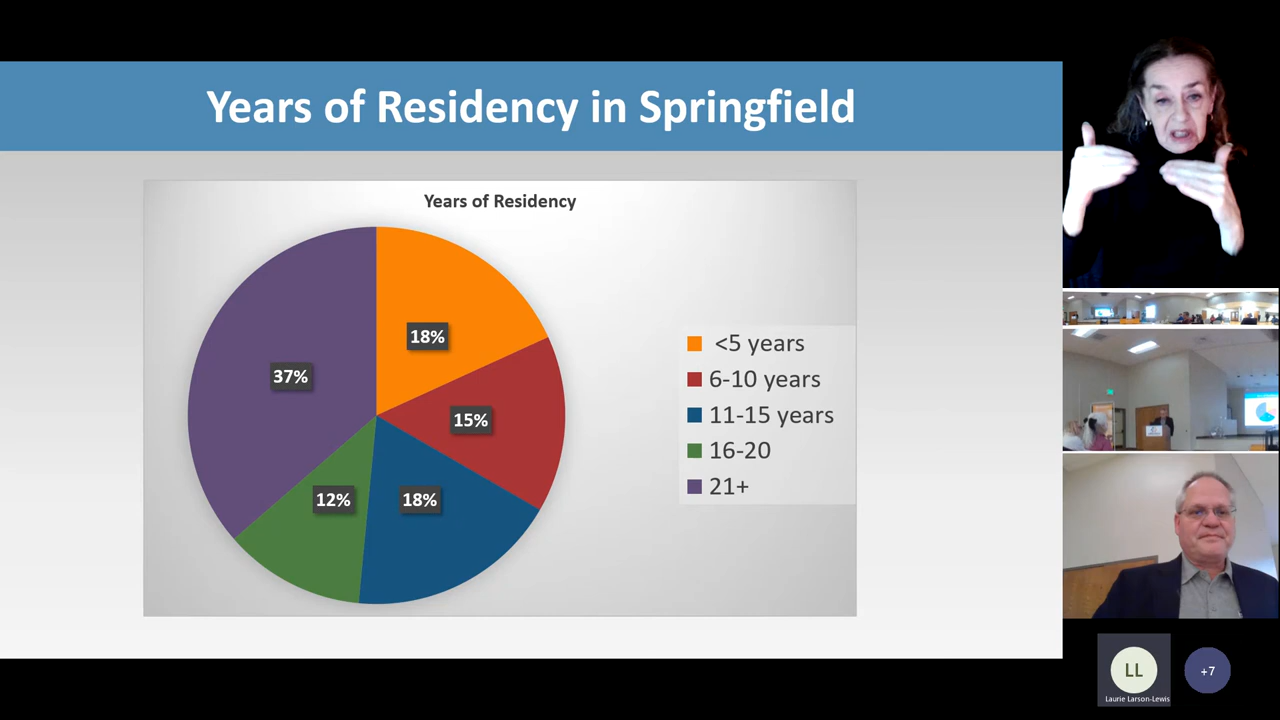 Years of Residency in Springfield
Years of Residency
18%
37%
15%
12%
18%
<5 years
6-10 years
11-15 years
16-20
21+
LL
Laurie Larson-Lewis
+7